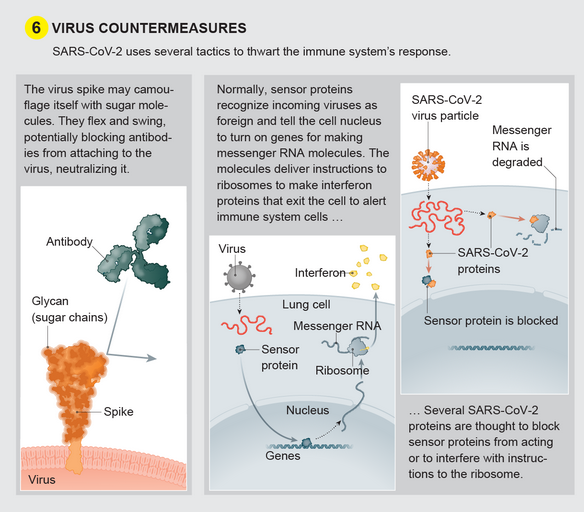 6 VIRUS COUNTERMEASURES
SARS-CoV-2 uses several tactics to thwart the immune system's response.
The virus spike may camou-
flage itself with sugar mole-
cules. They flex and swing,
potentially blocking antibod-
ies from attaching to the
virus, neutralizing it.
Antibody
Glycan
(sugar chains)
Spike
Virus
Normally, sensor proteins
recognize incoming viruses as
foreign and tell the cell nucleus
to turn on genes for making
messenger RNA molecules. The
molecules deliver instructions to
ribosomes to make interferon
proteins that exit the cell to alert
immune system cells …
Virus
Interferon
Lung cell
Messenger RNA
Sensor
protein
Ribosome
Nucleus
Genes
SARS-CoV-2
virus particle
Messenger
RNA is
degraded
SARS-CoV-2
proteins
Sensor protein is blocked
… Several SARS-CoV-2
proteins are thought to block
sensor proteins from acting
or to interfere with instruc-
tions to the ribosome.